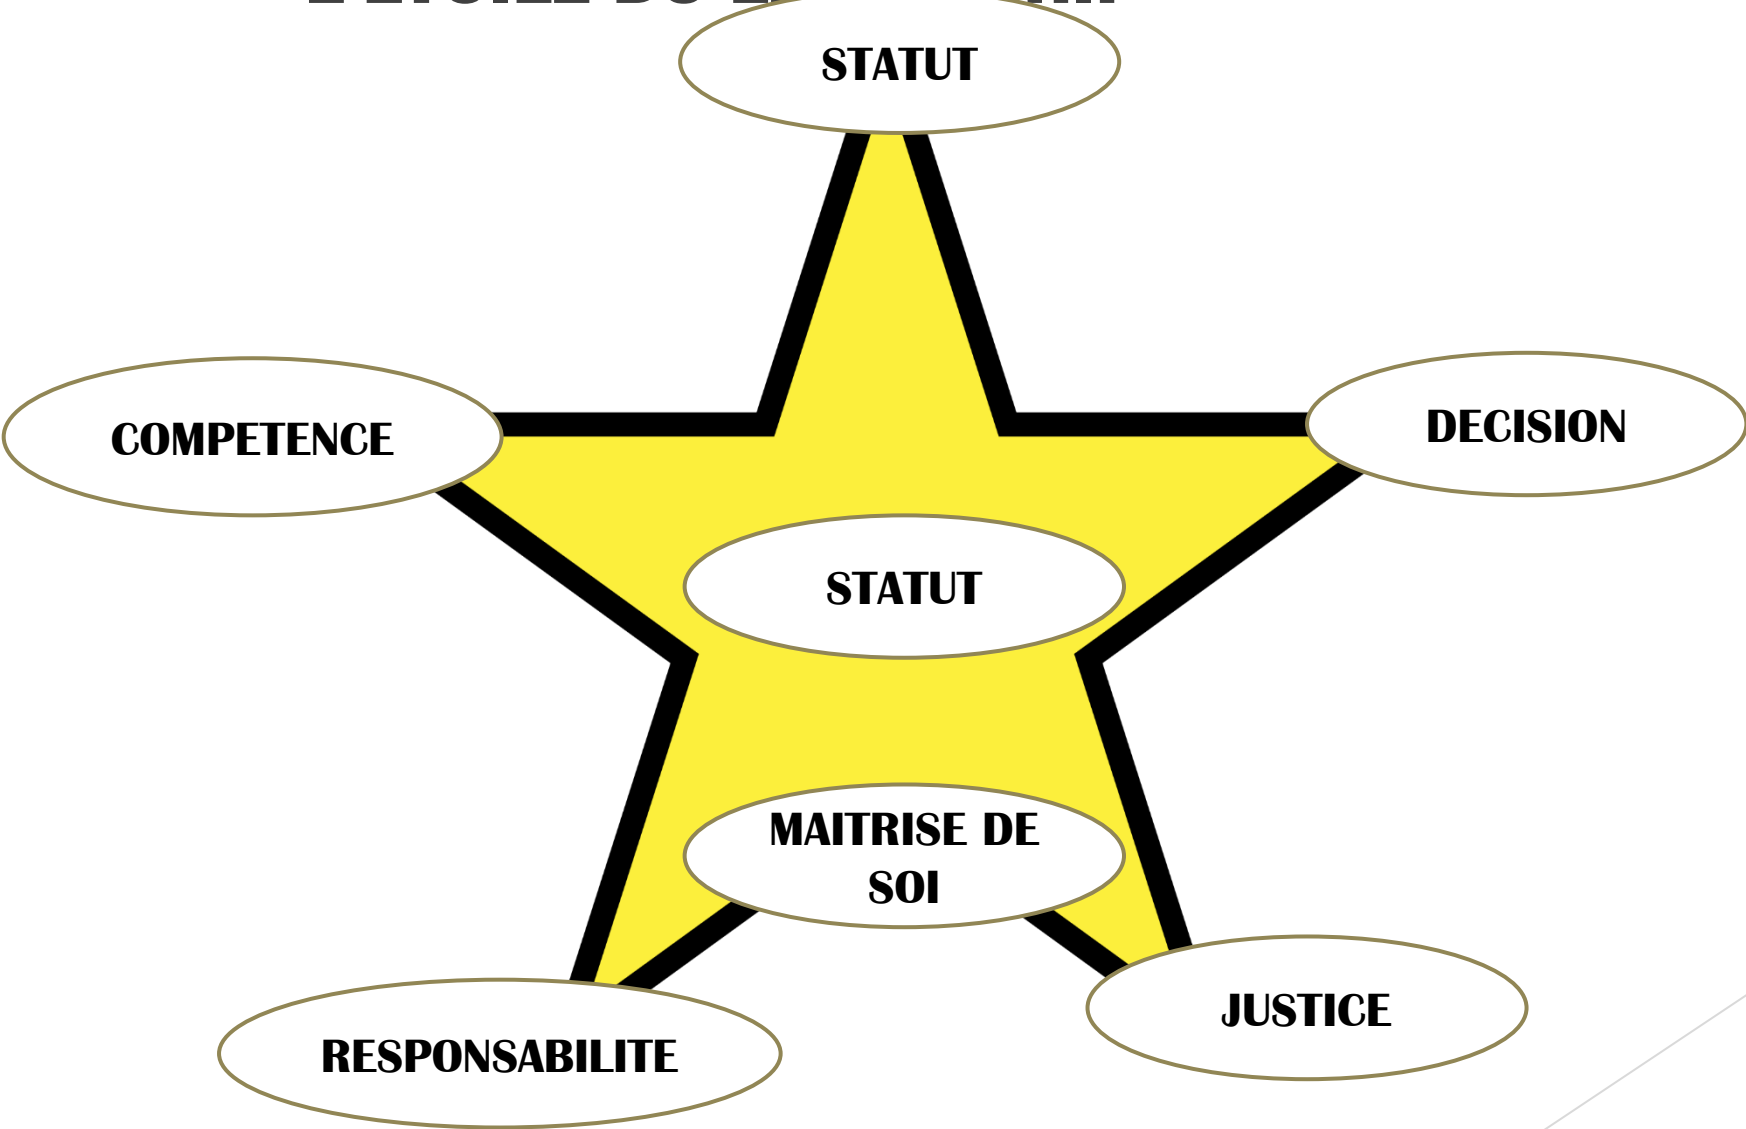 STATUT
COMPETENCE
DECISION
STATUT
MAITRISE DE
SOI
JUSTICE
RESPONSABILITE